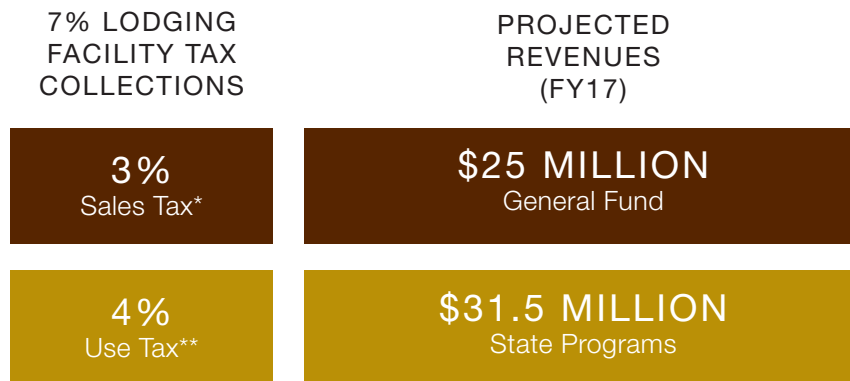 7% LODGING
FACILITY TAX
COLLECTIONS
PROJECTED
REVENUES
(FY17)
3%
Sales Tax*
$25 MILLION
General Fund
4%
Use Tax**
$31.5 MILLION
State Programs